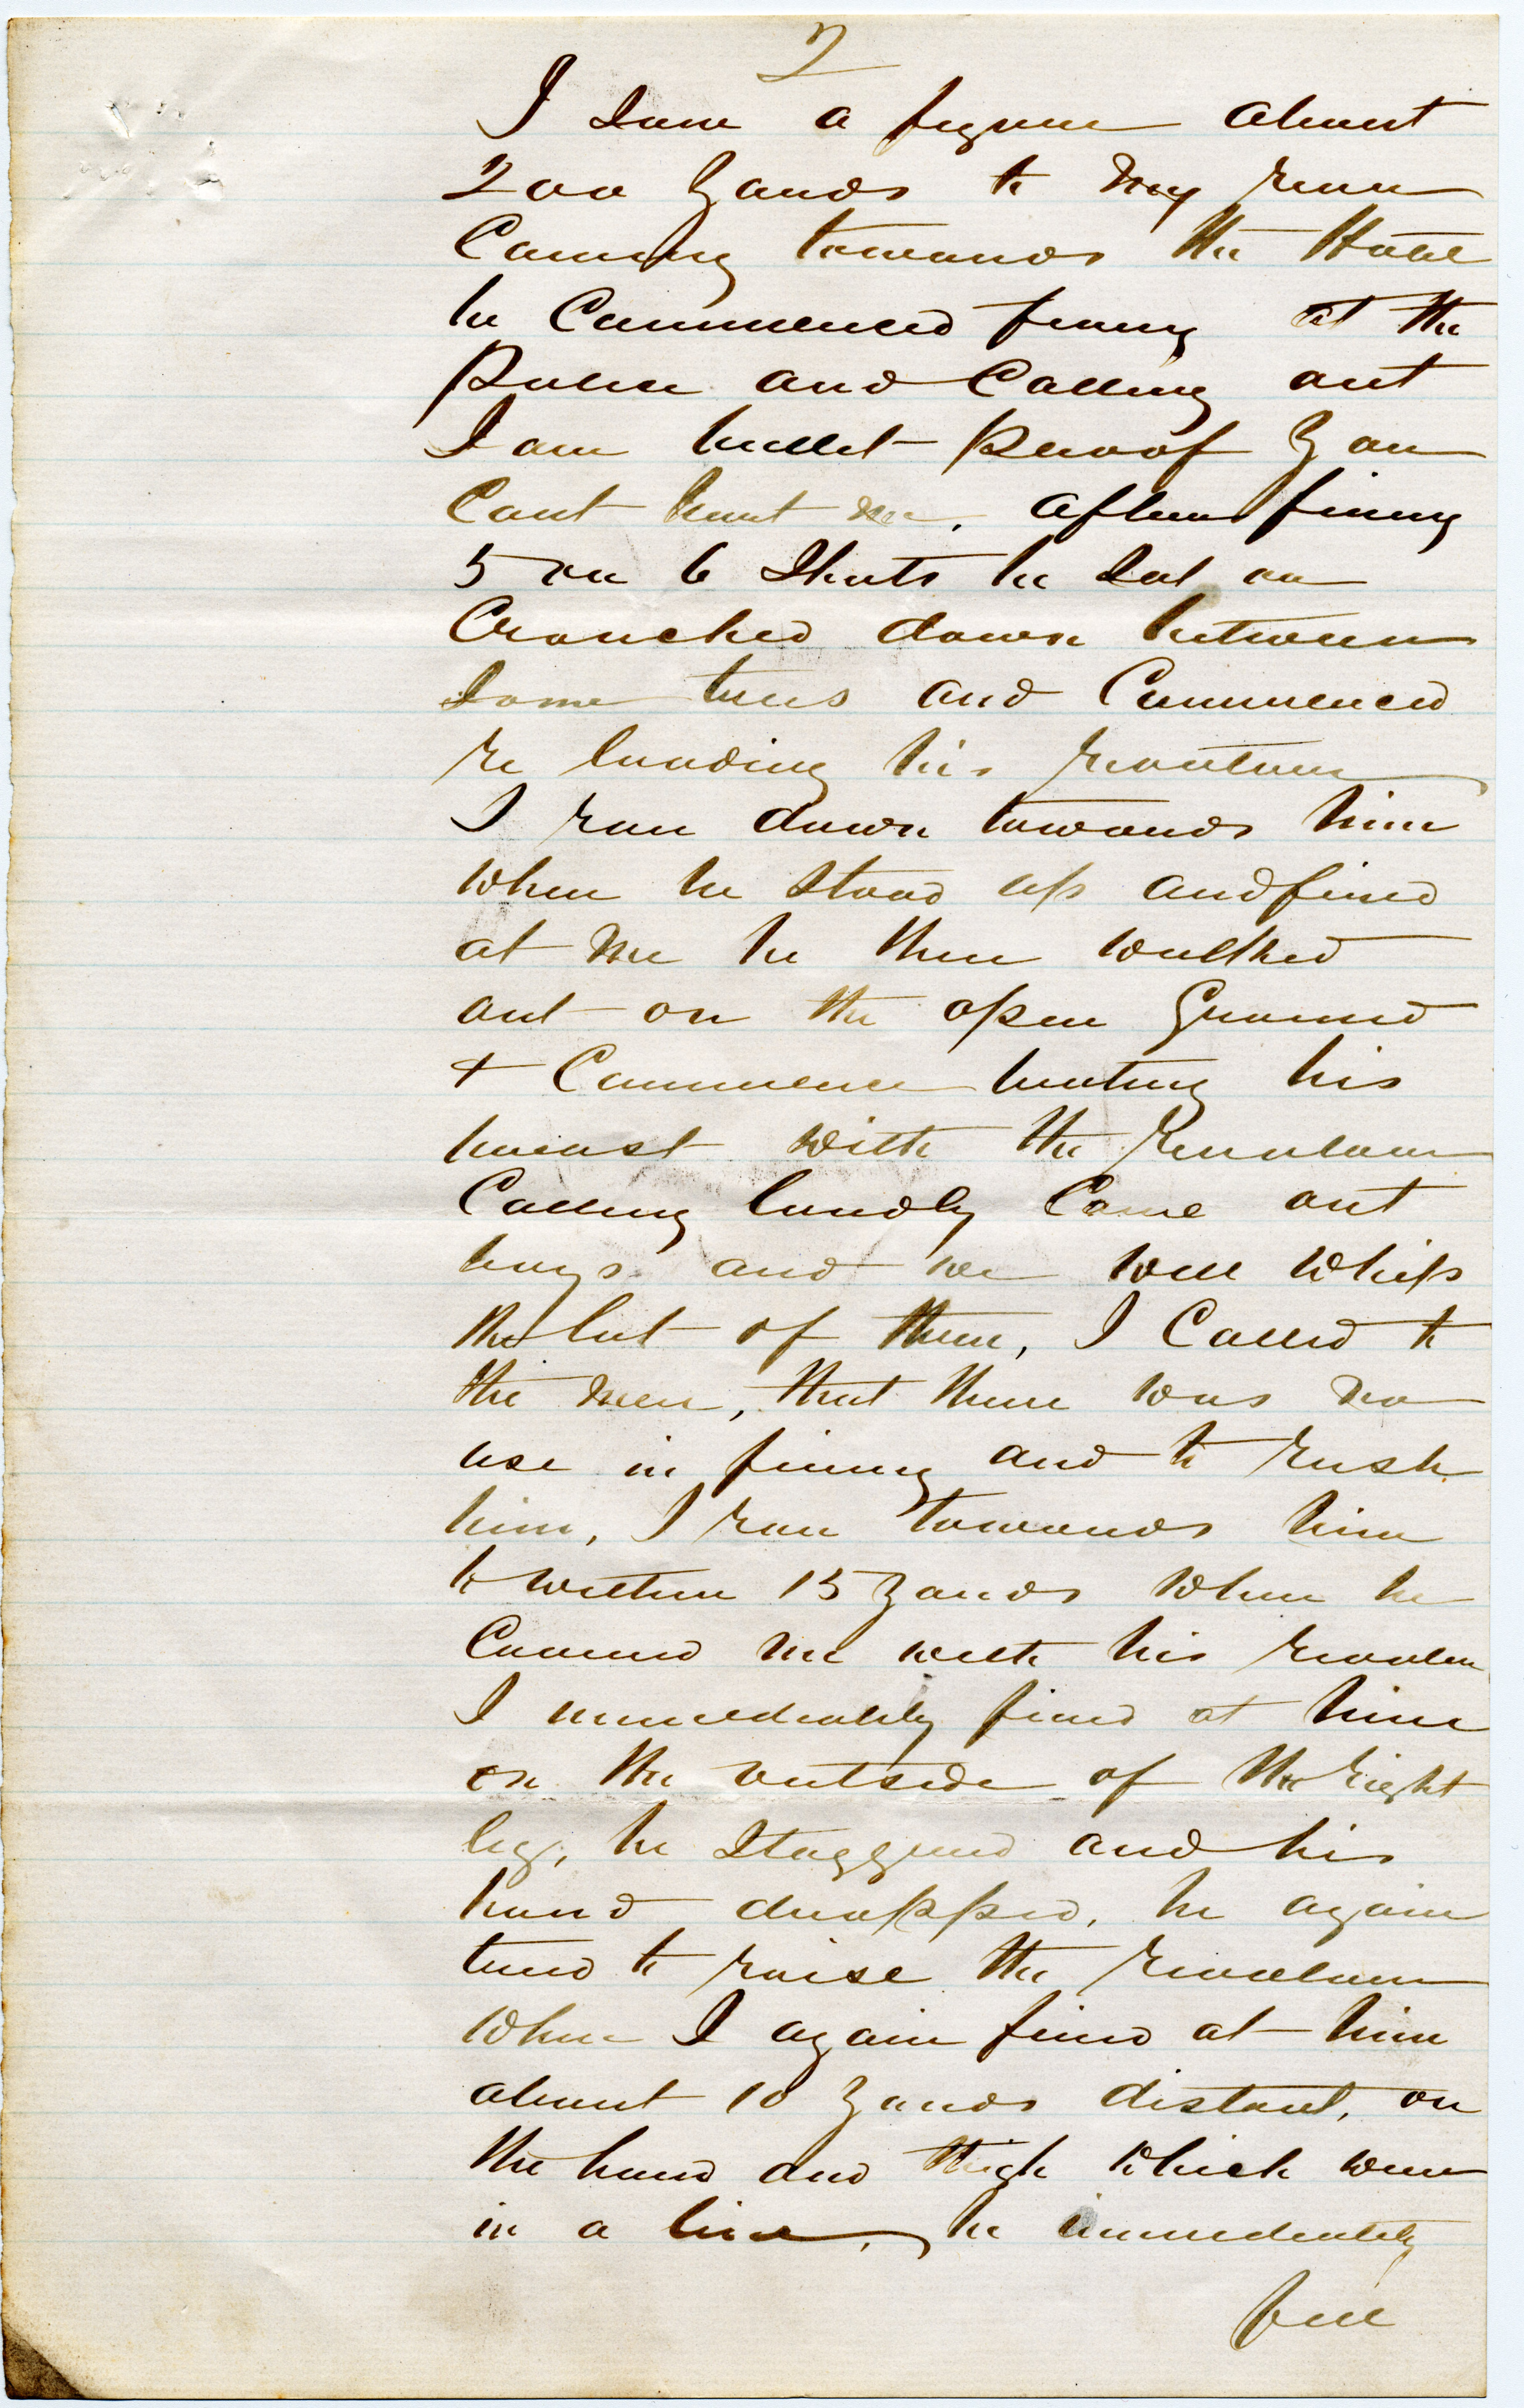 2
I saw a figure about
200 Yards to my rear
Coming towards the Hotel
he Commenced firing at the
Police and Calling out
I am bullet proof You
Cant hurt me. after firing
5 or 6 Shots he Sat or
Crouched down between
Some trees and Commenced
re loading his revolver
I ran down towards him
when he Stood up and fired
at me he then walked
out on the open Ground
+ Commence beating his
breast with the Revolver
Calling loudly Come out
boys and we will whip
the lot of them, I Called to
the men, that there was no
use in firing and to rush
him, I ran towards him
to within 15 Yards when he
Covered me with his revolver
I immediately fired at him
on the outside of the right
leg, he Staggered and his
hand dropped, he again
tried to raise the Revolver
when I again fired at him
about 10 Yards distant, on
the hand and thigh which were
in a line, he immediately
fell